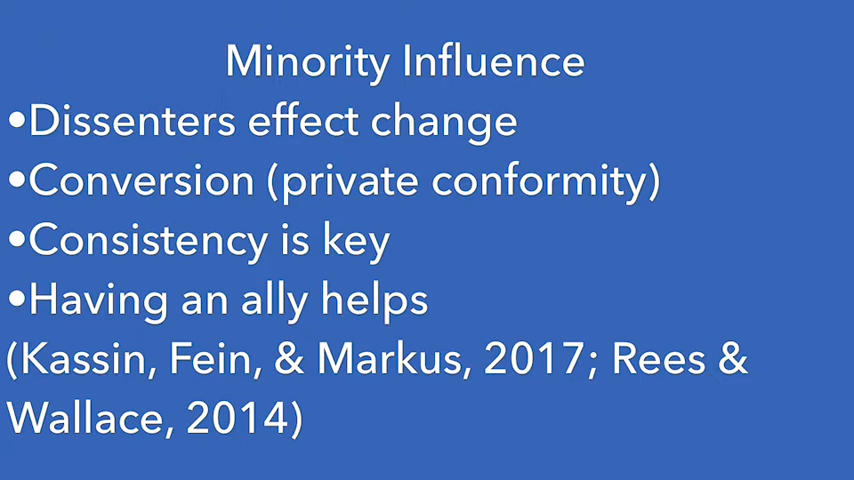 Minority Influence
•Dissenters effect change
•Conversion (private conformity)
•Consistency is key
•Having an ally helps
(Kassin, Fein, & Markus, 2017; Rees &
Wallace, 2014)